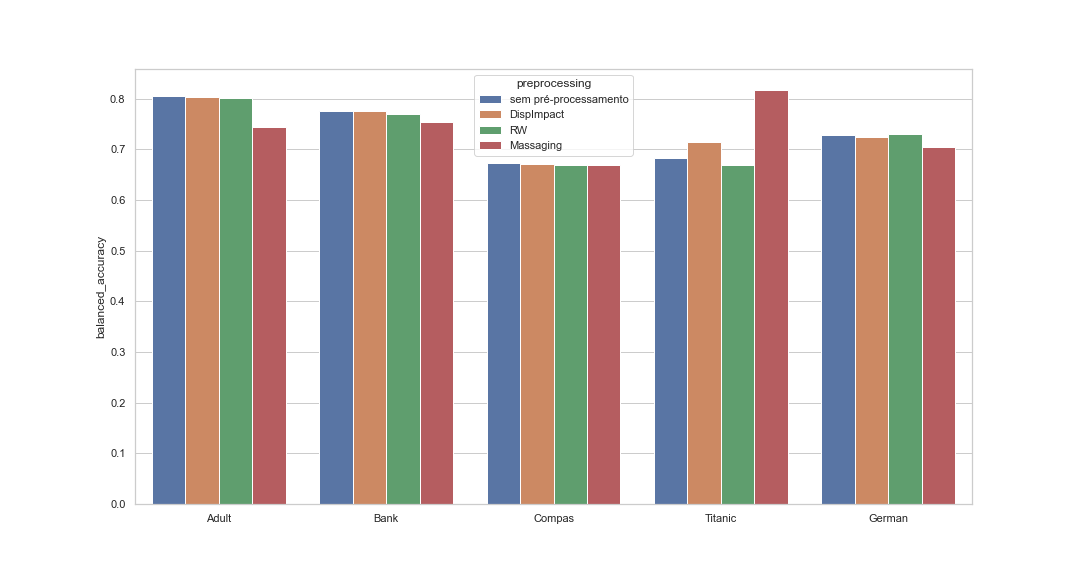 preprocessing
sem pré-processamento
DispImpact
RW
Massaging
balanced_accuracy
0.8
0.7
0.6
0.5
0.4
0.3
0.2
0.1
0.0
Adult
Bank
Compas
Titanic
German